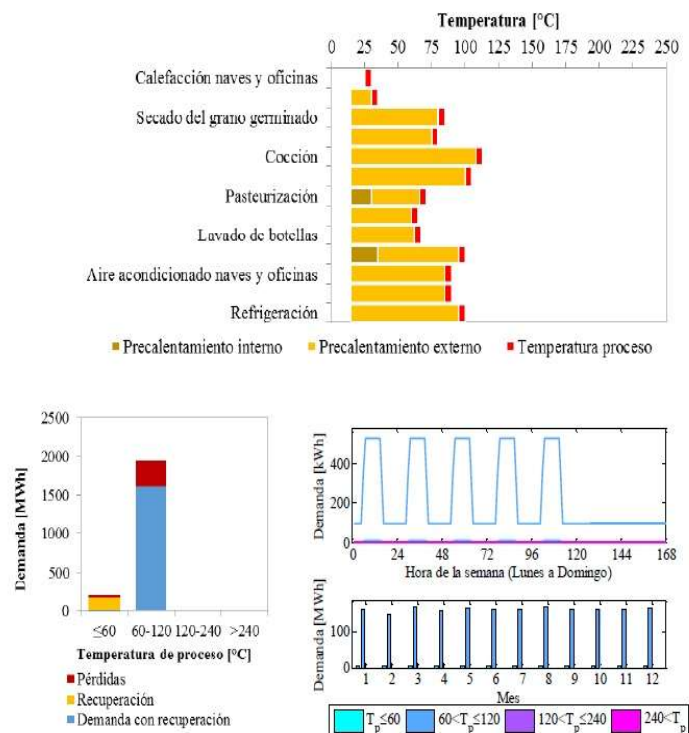 Temperatura [°C]
0 25 50 75 100 125 150 175 200 225 250
Calefacción naves y oficinas
Secado del grano germinado
Cocción
Pasteurización
Lavado de botellas
Aire acondicionado naves y oficinas
Refrigeración
Precalentamiento interno Precalentamiento externo Temperatura proceso
Demanda [MWh]
2500
2000
1500
1000
500
0
≤60 60-120 120-240 >240
Temperatura de proceso [°C]
Pérdidas
Recuperación
Demanda con recuperación
Demanda [kWh]
400
200
0
0 24 48 72 96 120 144 168
Hora de la semana (Lunes a Domingo)
Demanda [MWh]
100
0
1 2 3 4 5 6 7 8 9 10 11 12
Mes
Tp≤60 60<Tp≤120 120<Tp≤240 240<Tp